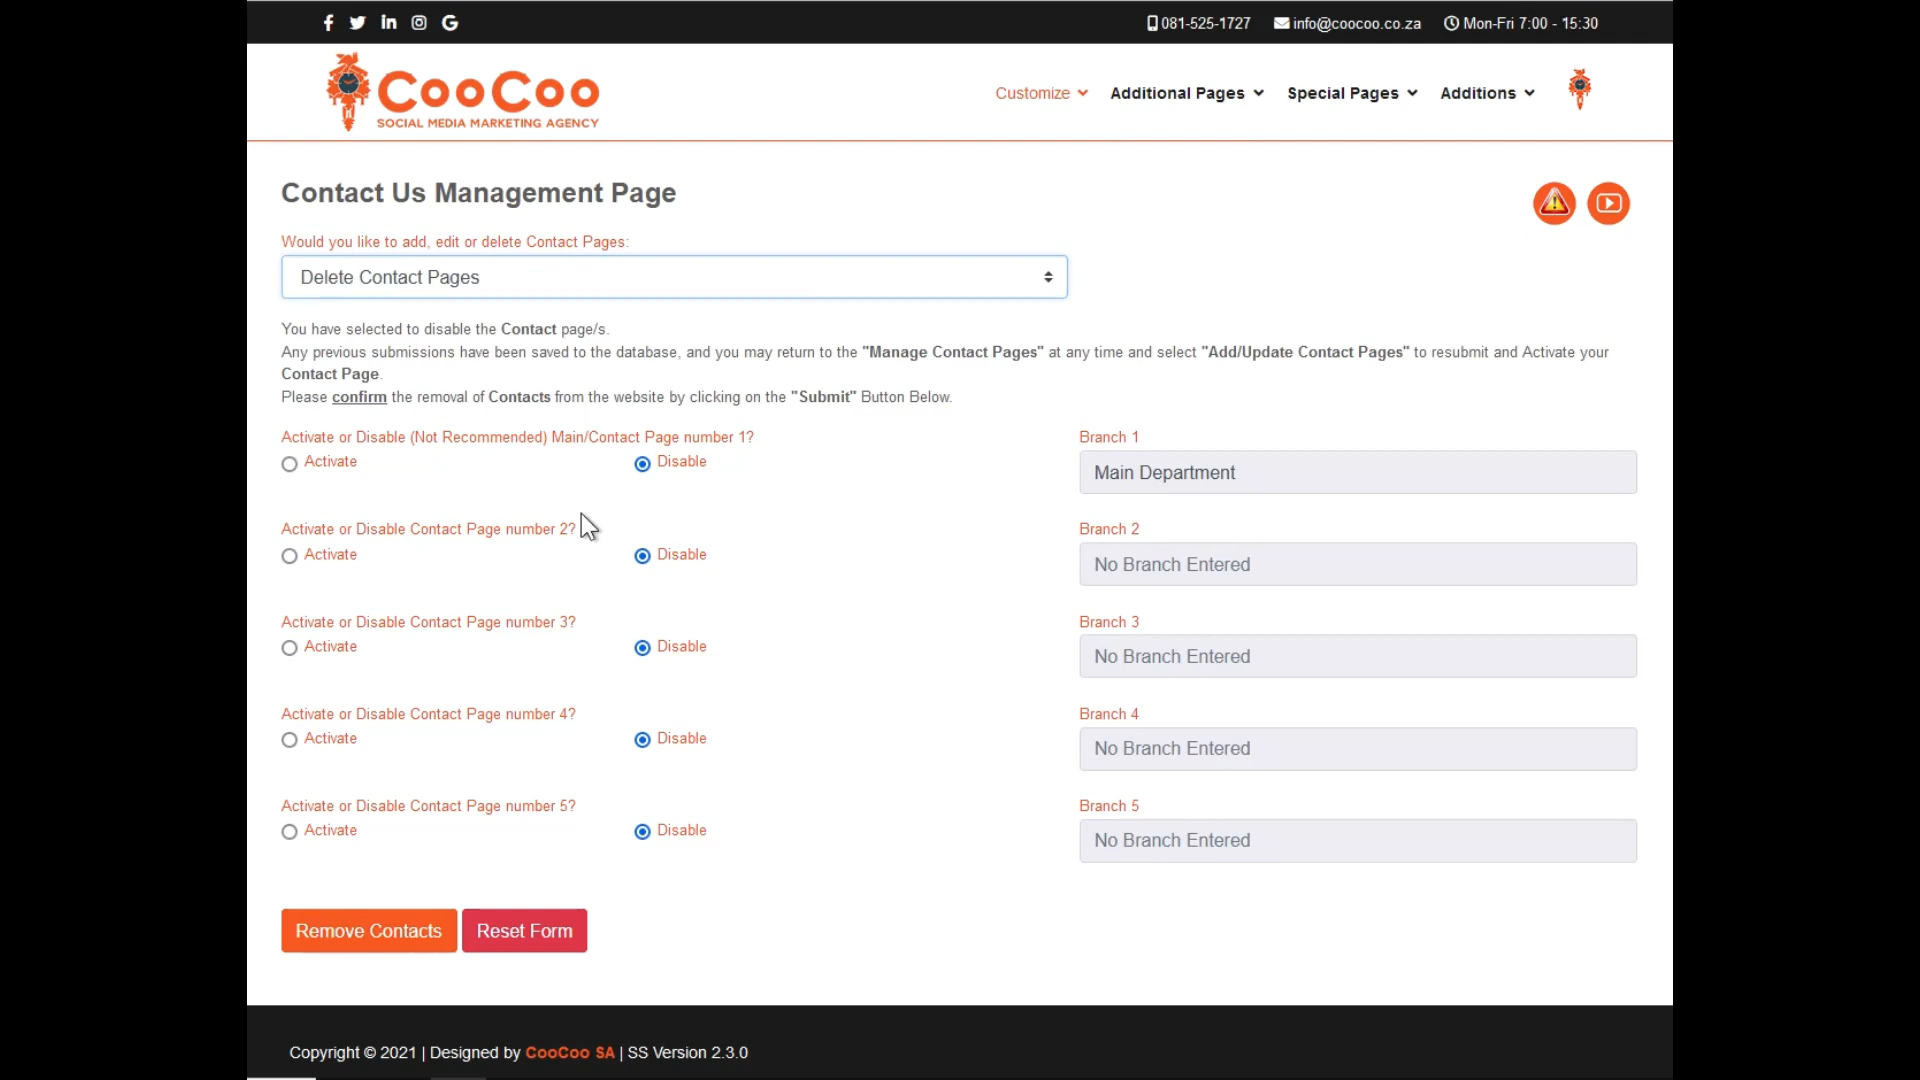 081-525-1727 info@coocoo.co.za Mon-Fri 7:00 - 15:30
CooCoo
SOCIAL MEDIA MARKETING AGENCY
Customize Additional Pages Special Pages Additions
Contact Us Management Page
Would you like to add, edit or delete Contact Pages:
Delete Contact Pages
You have selected to disable the Contact page/s.
Any previous submissions have been saved to the database, and you may return to the "Manage Contact Pages" at any time and select "Add/Update Contact Pages" to resubmit and Activate your
Contact Page.
Please confirm the removal of Contacts from the website by clicking on the "Submit" Button Below.
Activate or Disable (Not Recommended) Main/Contact Page number 1? Branch 1
Activate Disable Main Department
Activate or Disable Contact Page number 2? Branch 2
Activate Disable No Branch Entered
Activate or Disable Contact Page number 3? Branch 3
Activate Disable No Branch Entered
Activate or Disable Contact Page number 4? Branch 4
Activate Disable No Branch Entered
Activate or Disable Contact Page number 5? Branch 5
Activate Disable No Branch Entered
Remove Contacts Reset Form
Copyright © 2021 | Designed by CooCoo SA | SS Version 2.3.0